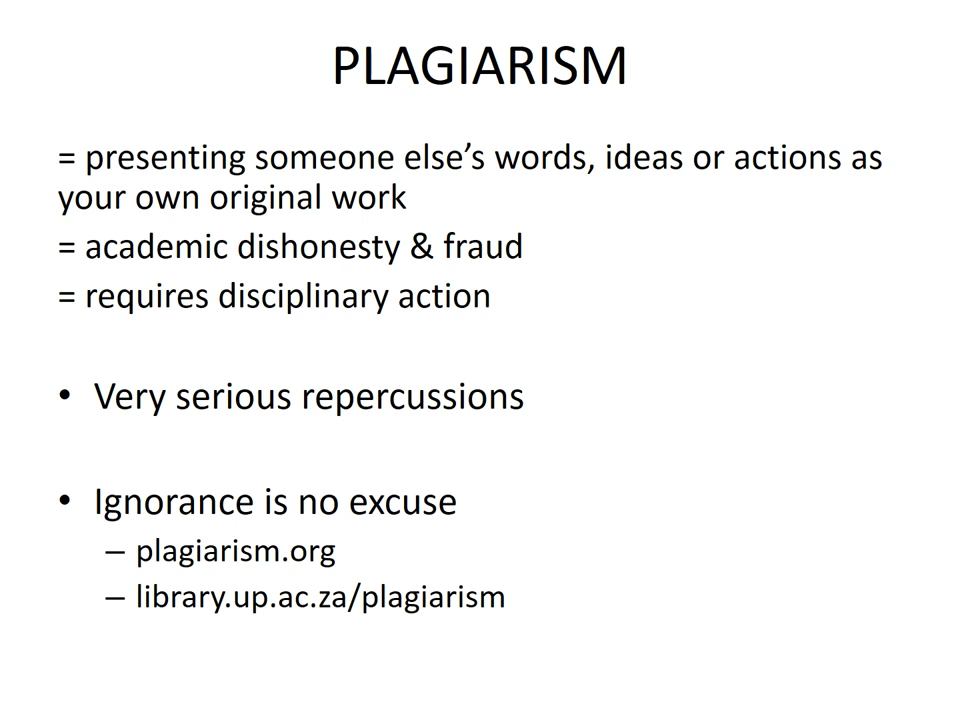 PLAGIARISM
= presenting someone else’s words, ideas or actions as
your own original work
= academic dishonesty & fraud
= requires disciplinary action
• Very serious repercussions
• Ignorance is no excuse
– plagiarism.org
– library.up.ac.za/plagiarism